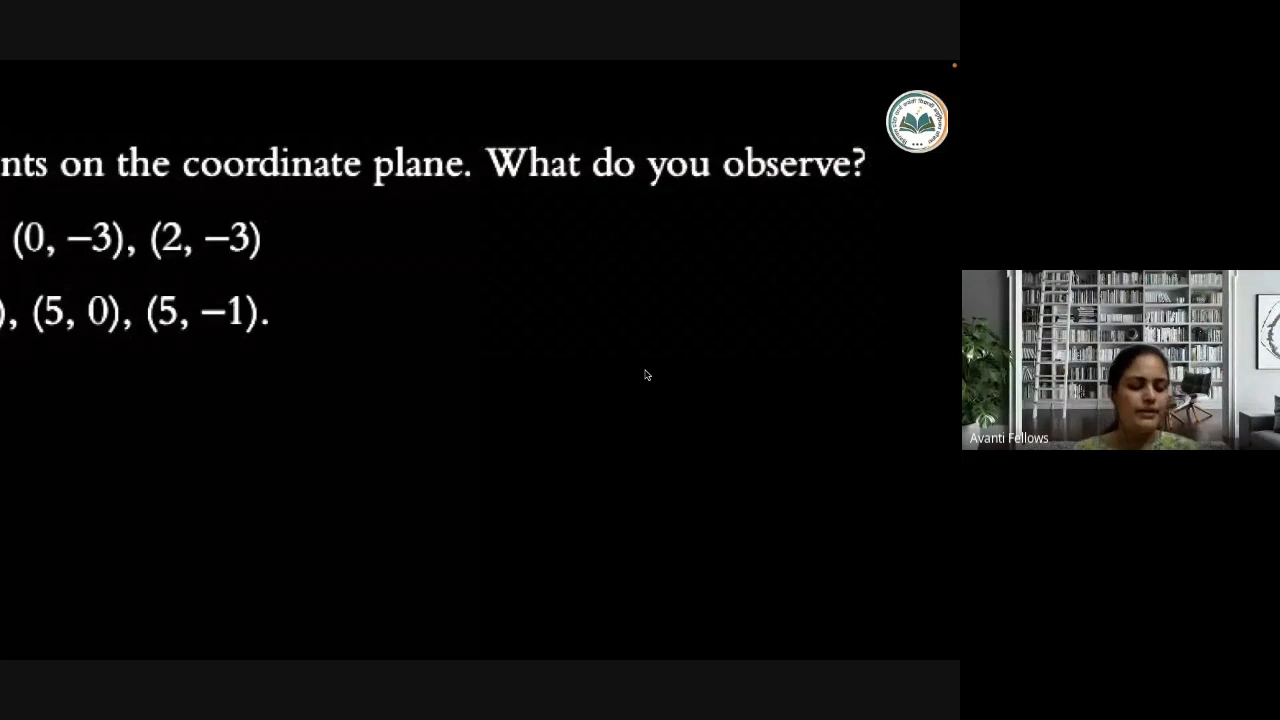 nts on the coordinate plane. What do you observe?
(0, −3), (2, −3)
), (5, 0), (5, −1).
Avanti Fellows